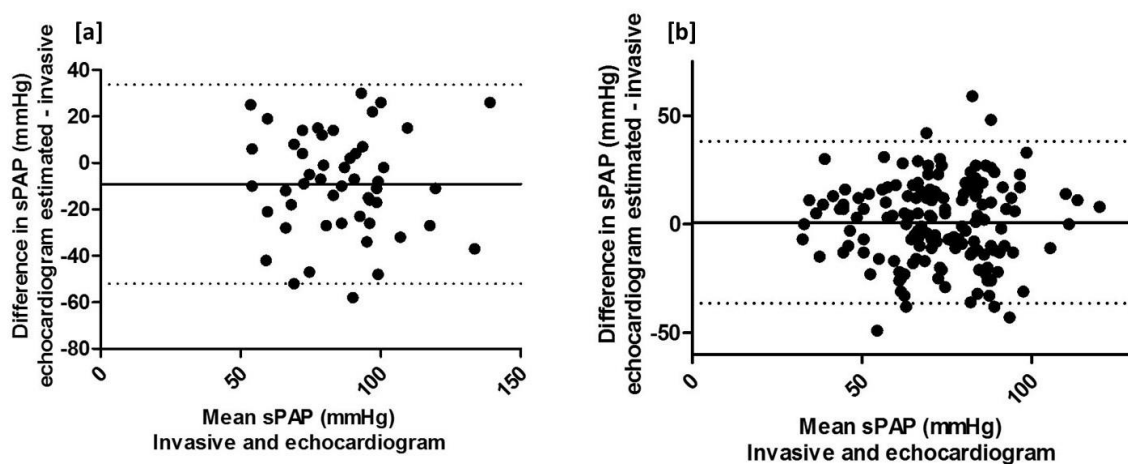 [a]
Difference in sPAP (mmHg)
echocardiogram estimated - invasive
40
20
0
-20
-40
-60
-80
0
50
100
150
Mean sPAP (mmHg)
Invasive and echocardiogram
[b]
Difference in sPAP (mmHg)
echocardiogram estimated - invasive
50
0
-50
0
50
100
Mean sPAP (mmHg)
Invasive and echocardiogram